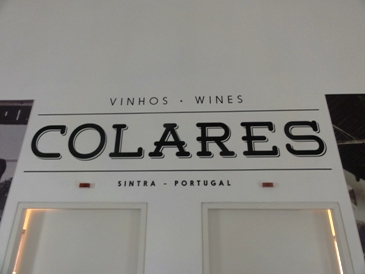 VINHOS · WINES
COLARES
SINTRA - PORTUGAL